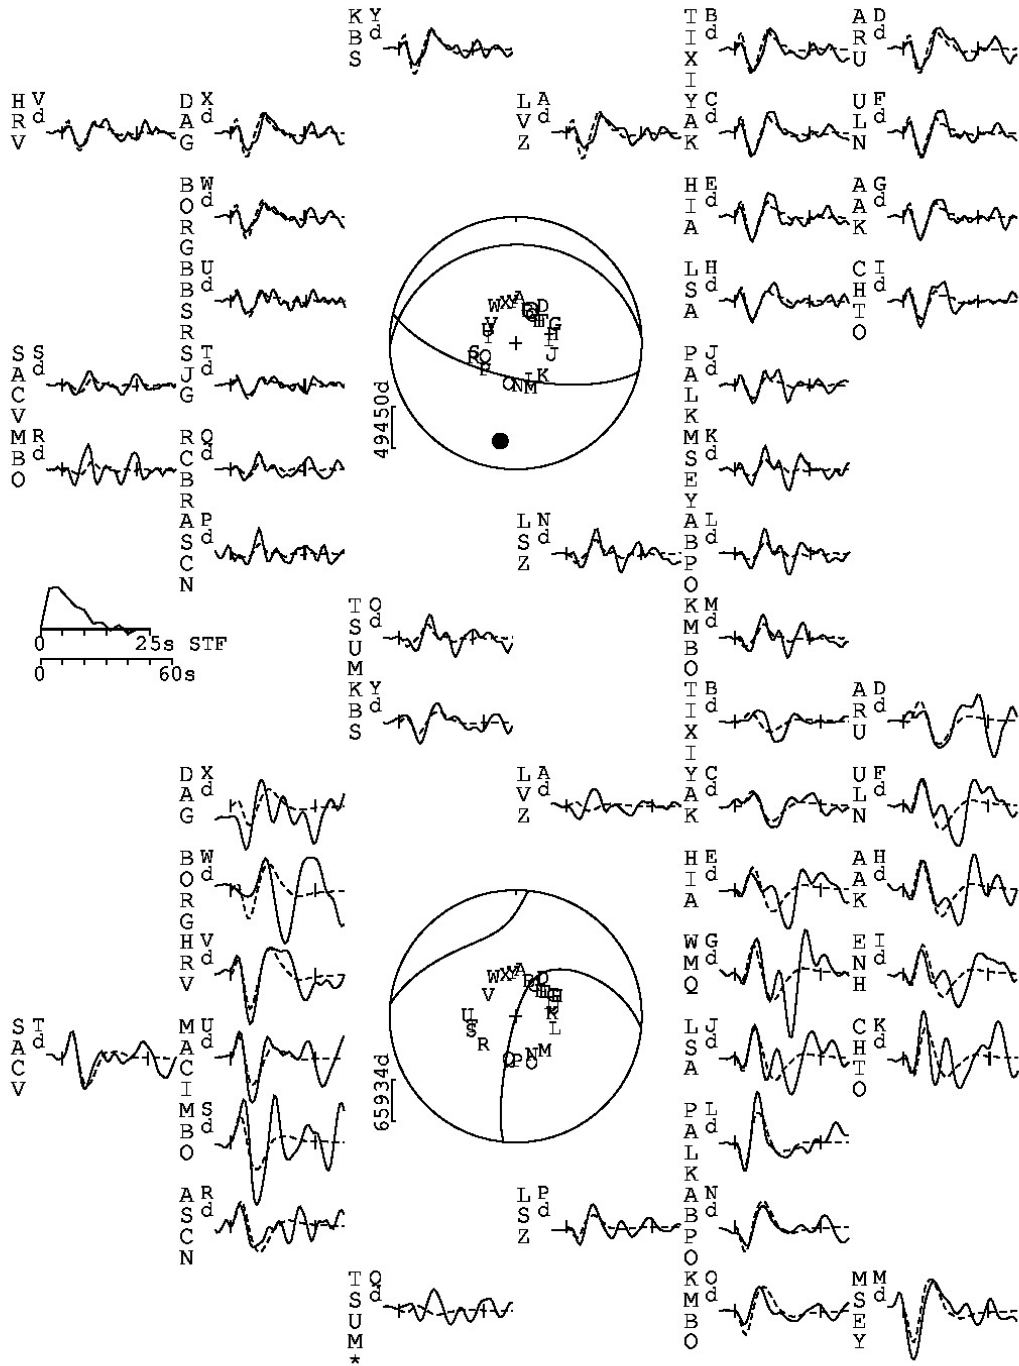 KBS Y d
TIXI B d
ARU D d
HRV V d
DAG X d
LVZ A d
YAK C d
ULN F d
BORG W d
HIA E d
AAK G d
BBSR U d
LSA H d
CHTO I d
SACV S d
SJG T d
PALK J d
MBO R d
RCBR Q d
MSEY K d
ASCN P d
LSZ N d
ABPO L d
TSUM O d
KMBO M d
49450d
0 25s STF
0 60s
KBS Y d
TIXI B d
ARU D d
DAG X d
LVZ A d
YAK C d
ULN F d
BORG W d
HIA E d
AAK H d
HRV V d
WMQ G d
ENH I d
SACV T d
MACI U d
LSA J d
CHTO K d
MBO S d
PALK L d
ASCN R d
LSZ P d
ABPO N d
TSUM* Q d
KMBO O d
MSEY M d
65934d